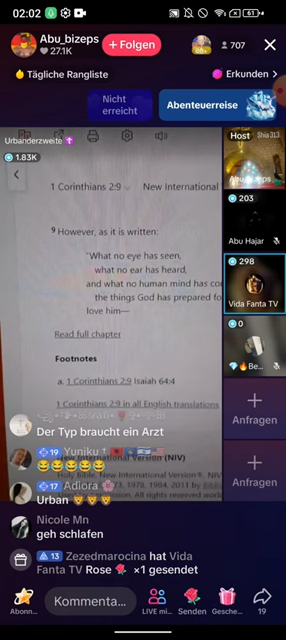 02:02
61
Abu_bizeps
27.1K
+ Folgen
707
Tägliche Rangliste
Erkunden >
Nicht
erreicht
Abenteuerreise
Urbanderzweite
1.83K
Host
Shia313
1 Corinthians 2:9
New International
203
Abu Hajar
9 However, as it is written:
"What no eye has seen,
what no ear has heard,
and what no human mind has
the things God has prepared
love him—
298
Vida Fanta TV
Read full chapter
Footnotes
0
Be...
a. 1 Corinthians 2:9 Isaiah 64:4
1 Corinthians 2:9 in all English translations
Anfragen
Der Typ braucht ein Arzt
19 Yuniku
😂😂😂😂😂
New International Version (NIV)
Anfragen
17 Adiora
Urban
Nicole Mn
geh schlafen
13 Zezedmarocina hat Vida
Fanta TV Rose 🌹 ×1 gesendet
Kommenta...
Abonn...
LIVE mi...
Senden
Gesche...
19